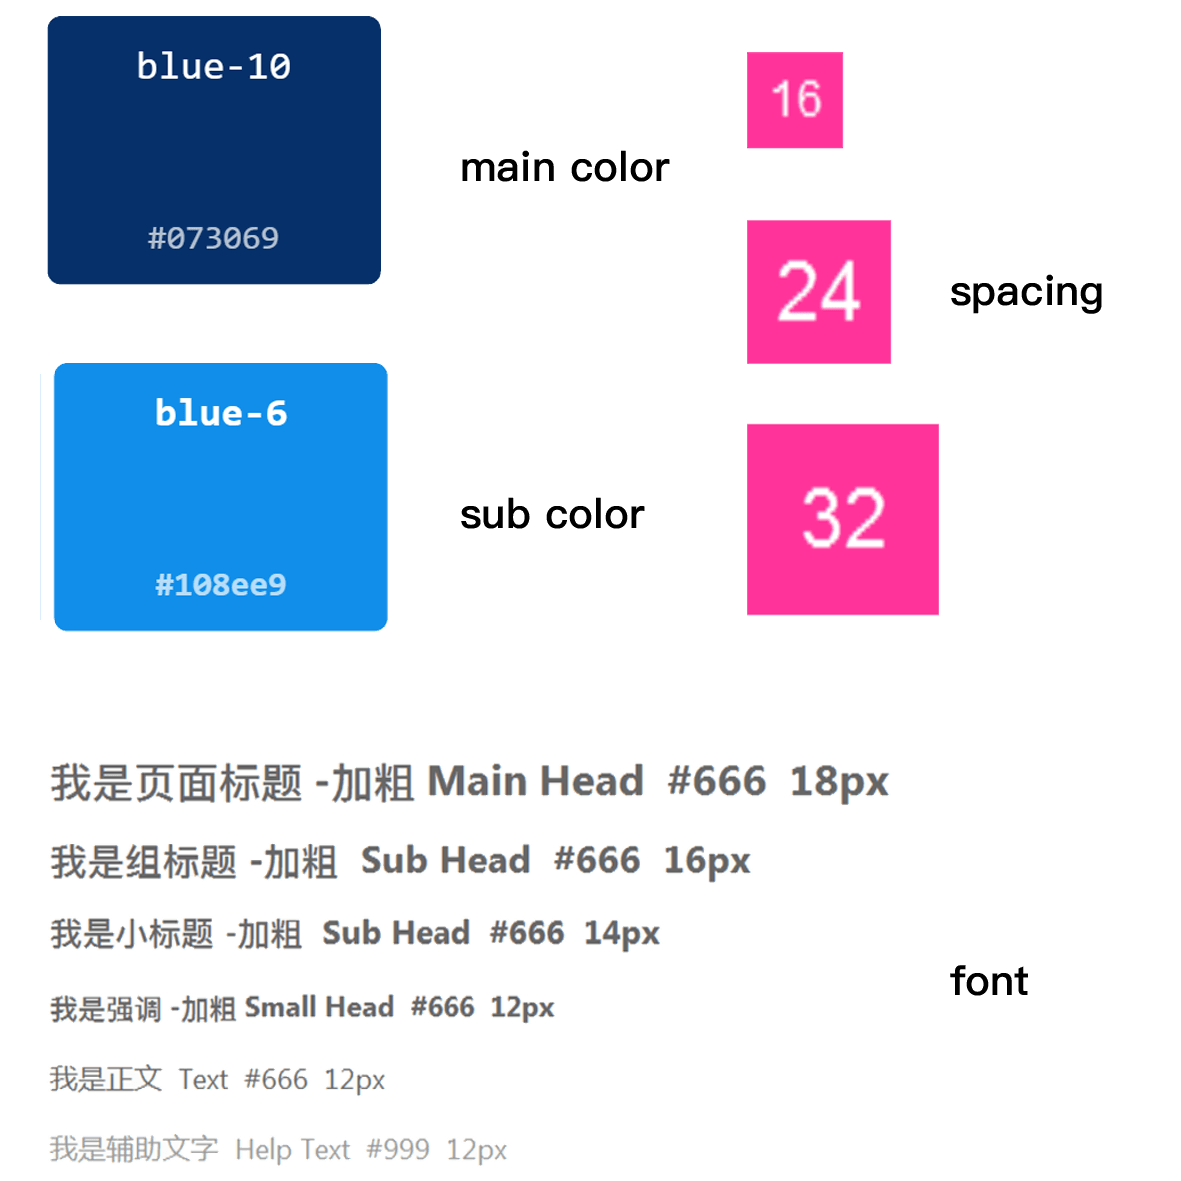 blue-10
#073069
main color
blue-6
#108ee9
sub color
16
24
32
spacing
我是页面标题 -加粗 Main Head #666 18px
我是组标题 -加粗 Sub Head #666 16px
我是小标题 -加粗 Sub Head #666 14px
我是强调 -加粗 Small Head #666 12px
我是正文 Text #666 12px
我是辅助文字 Help Text #999 12px
font